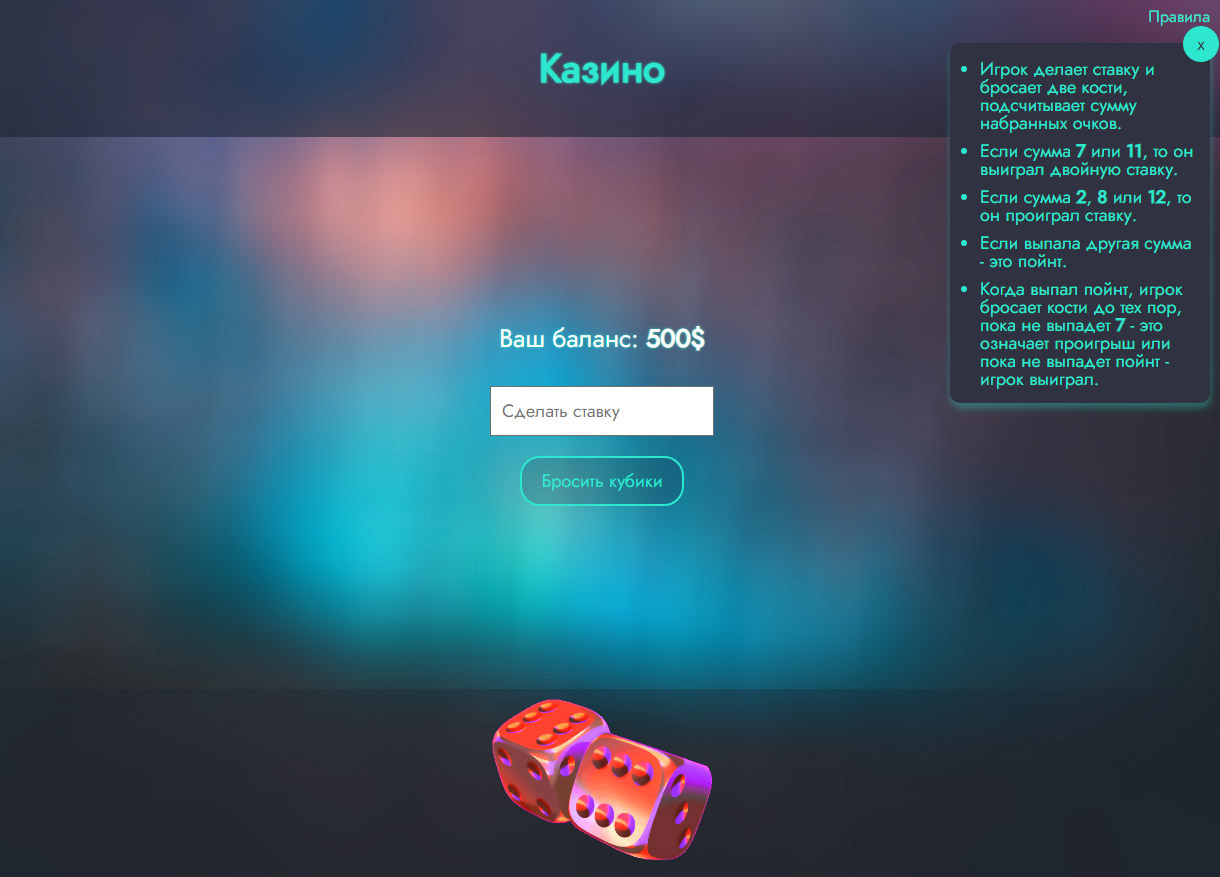 Правила
x
Казино
Игрок делает ставку и
бросает две кости,
подсчитывает сумму
набранных очков.
Если сумма 7 или 11, то он
выиграл двойную ставку.
Если сумма 2, 8 или 12, то
он проиграл ставку.
Если выпала другая сумма
- это пойнт.
Когда выпал пойнт, игрок
бросает кости до тех пор,
пока не выпадет 7 - это
означает проигрыш или
пока не выпадет пойнт -
игрок выиграл.
Ваш баланс: 500$
Сделать ставку
Бросить кубики